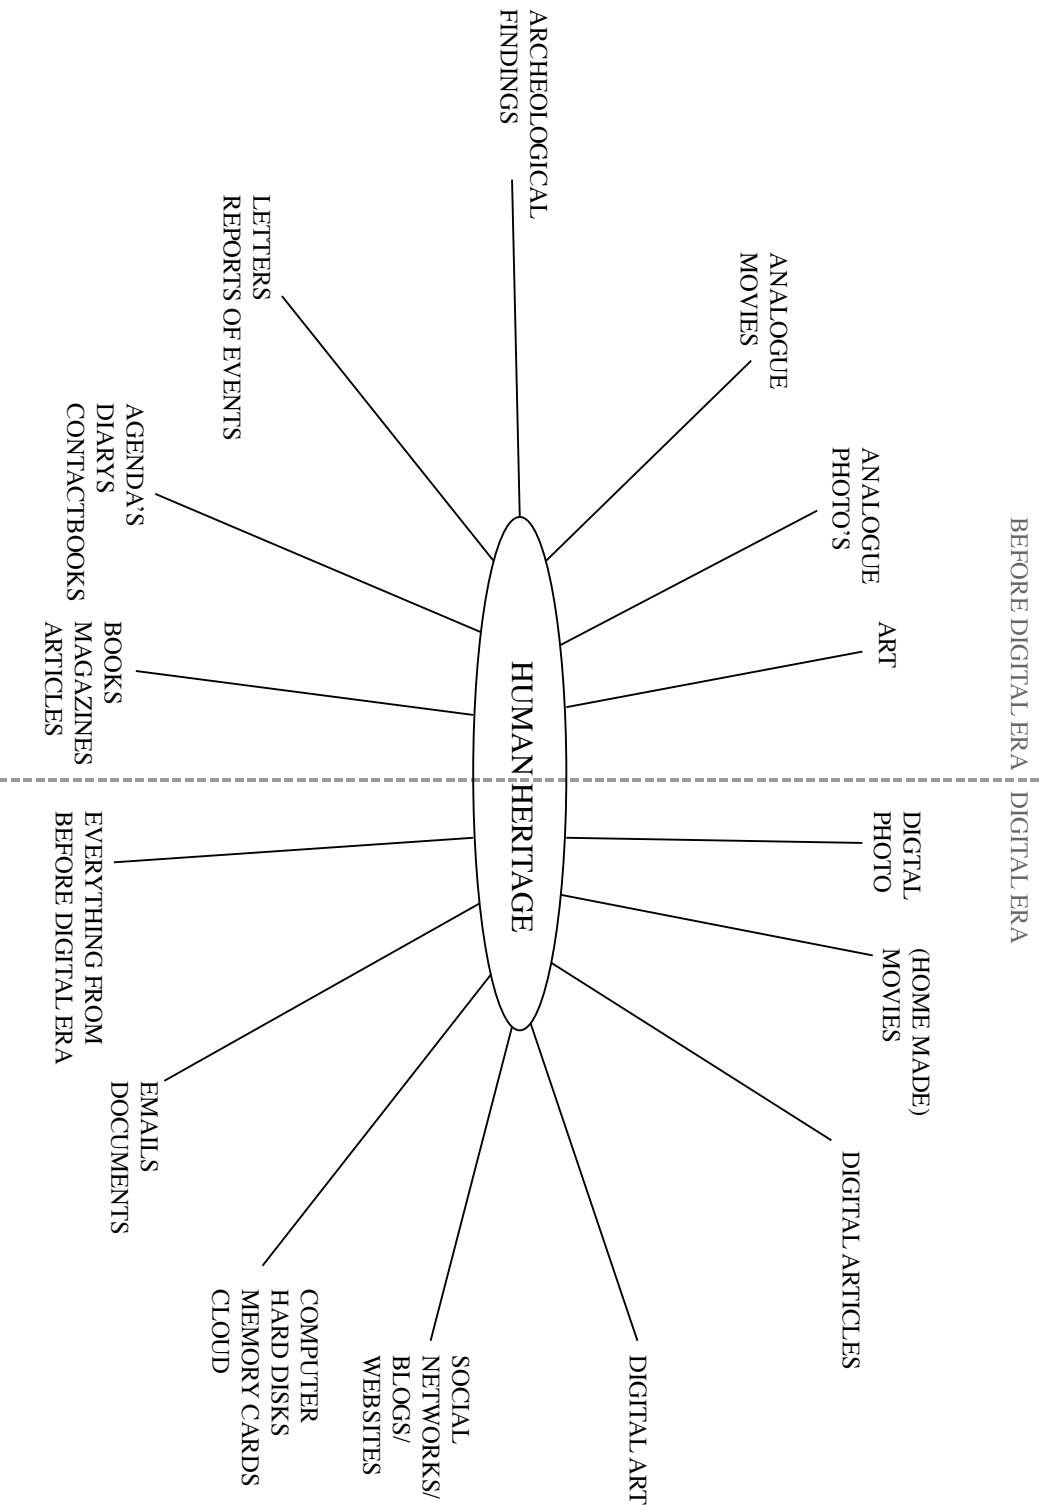 BEFORE DIGITAL ERA
DIGITAL ERA
ARCHEOLOGICAL
FINDINGS
ANALOGUE
MOVIES
ANALOGUE
PHOTO'S
ART
DIGTAL
PHOTO
(HOME MADE)
MOVIES
DIGITAL ARTICLES
DIGITAL ART
HUMAN HERITAGE
LETTERS
REPORTS OF EVENTS
AGENDA'S
DIARYS
CONTACTBOOKS
BOOKS
MAGAZINES
ARTICLES
EVERYTHING FROM
BEFORE DIGITAL ERA
EMAILS
DOCUMENTS
COMPUTER
HARD DISKS
MEMORY CARDS
CLOUD
SOCIAL
NETWORKS/
BLOGS/
WEBSITES